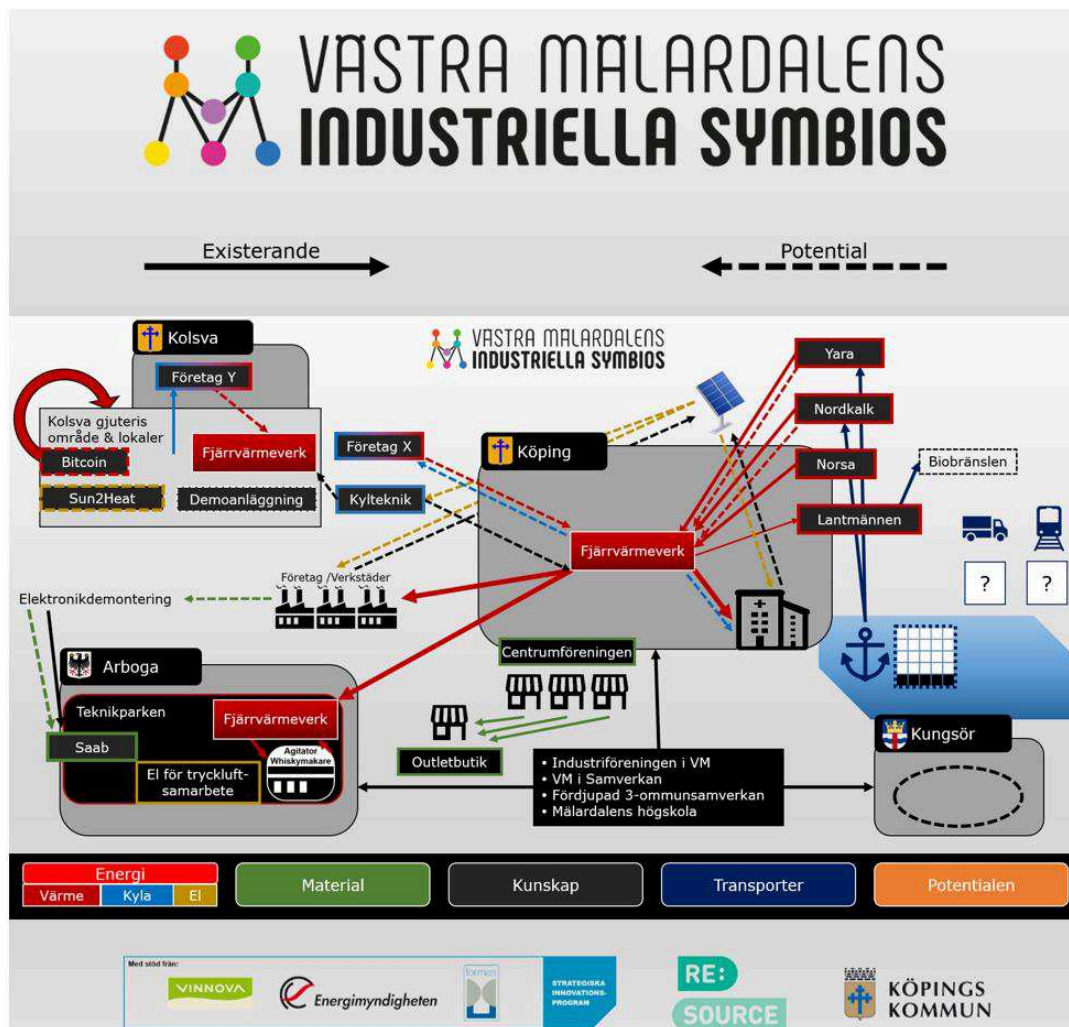 VÄSTRA MÄLARDALENS
INDUSTRIELLA SYMBIOS
Existerande
Potential
Kolsva
VÄSTRA MÄLARDALENS
INDUSTRIELLA SYMBIOS
Företag Y
Kolsva gjuteris
område & lokaler
Bitcoin
Fjärrvärmeverk
Sun2Heat
Demoanläggning
Företag X
Kylteknik
Köping
Fjärrvärmeverk
Yara
Nordkalk
Norsa
Lantmännen
Biobränslen
?
?
Företag /Verkstäder
Elektronikdemontering
Centrumföreningen
Outletbutik
Arboga
Teknikparken
Fjärrvärmeverk
Saab
El för tryckluft-
samarbete
Agitator
Whiskymakare
• Industriföreningen i VM
• VM i Samverkan
• Fördjupad 3-ommunsamverkan
• Mälardalens högskola
Kungsör
Energi
Värme
Kyla
El
Material
Kunskap
Transporter
Potentialen
Med stöd från:
VINNOVA
Energimyndigheten
formas
STRATEGISKA
INNOVATIONS-
PROGRAM
RE:
SOURCE
KÖPINGS
KOMMUN